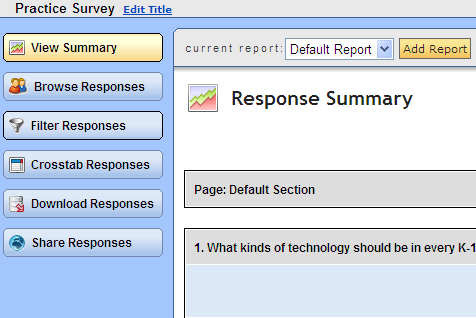 Practice Survey Edit Title
View Summary
Browse Responses
Filter Responses
Crosstab Responses
Download Responses
Share Responses
current report: Default Report Add Report
Response Summary
Page: Default Section
1. What kinds of technology should be in every K-1